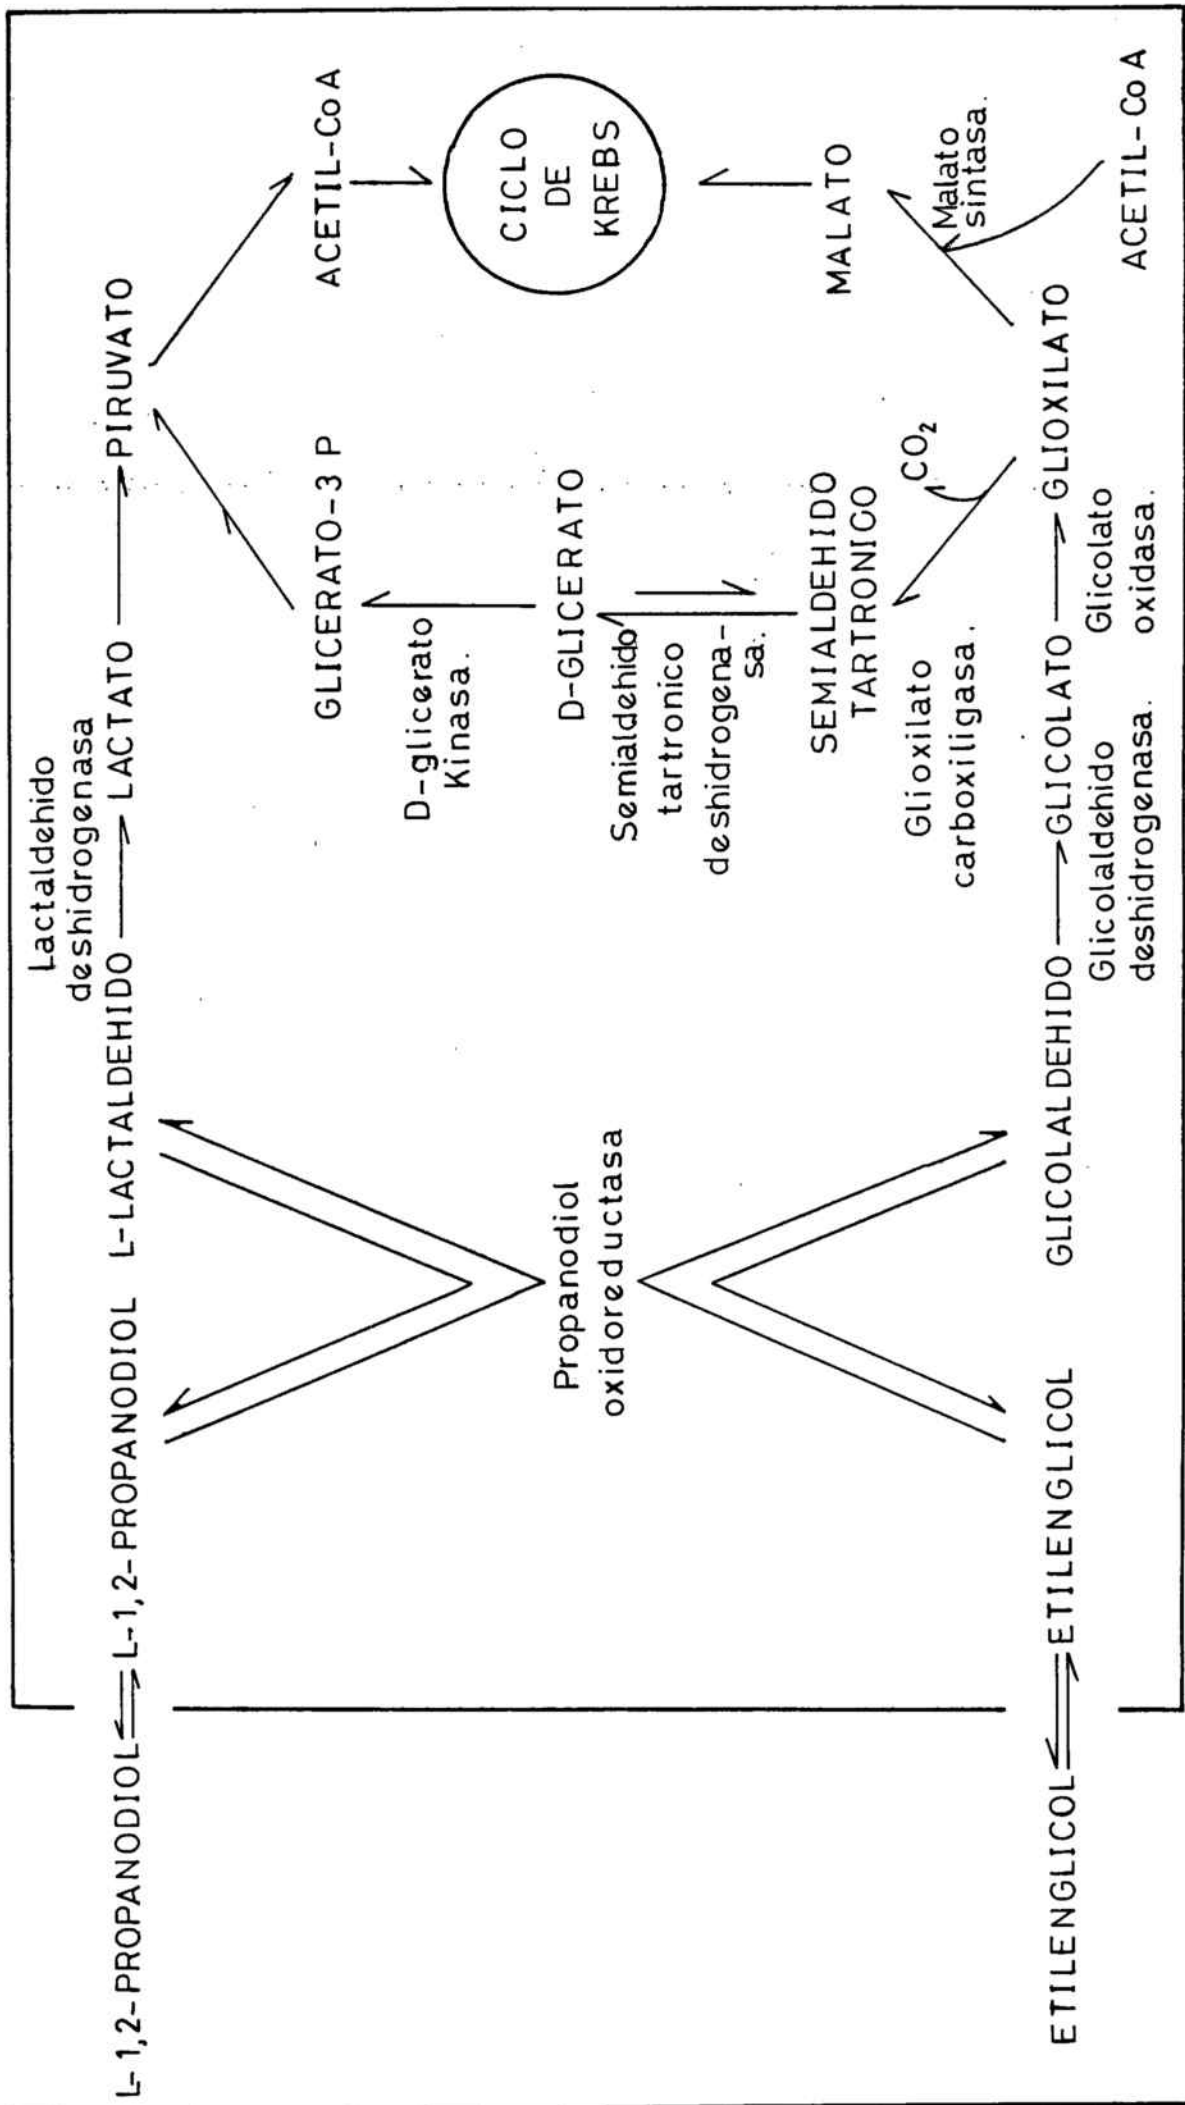 Lactaldehido
deshidrogenasa
L-1,2-PROPANODIOL ⇌ L-1,2-PROPANODIOL L-LACTALDEHIDO → LACTATO → PIRUVATO
GLICERATO-3 P
ACETIL-CoA
D-glicerato
Kinasa.
CICLO
DE
KREBS
Propanodiol
oxidoreductasa
D-GLICERATO
Semialdehido
tartronico
deshidrogena-
sa.
SEMIALDEHIDO
TARTRONICO
MALATO
CO₂
Glioxilato
carboxiligasa.
Malato
sintasa.
ETILENGLICOL ⇌ ETILENGLICOL GLICOLALDEHIDO → GLICOLATO → GLIOXILATO
Glicolaldehido
deshidrogenasa.
Glicolato
oxidasa.
ACETIL-CoA